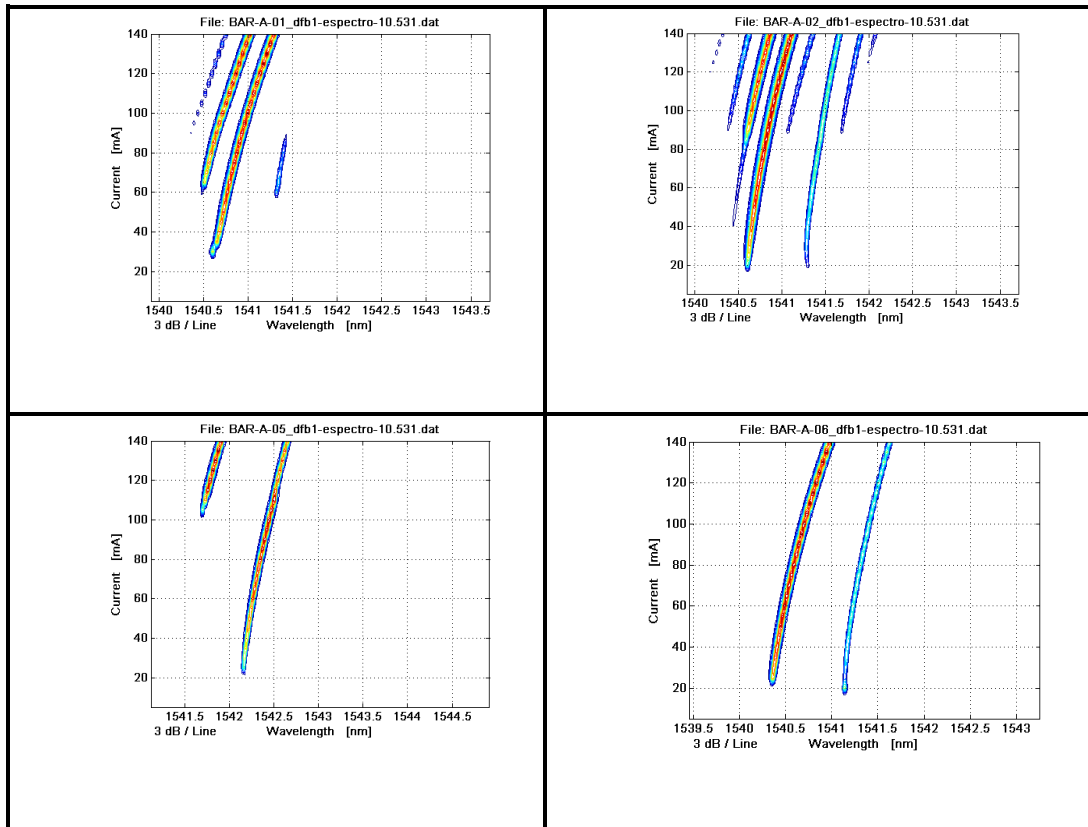 File: BAR-A-01_dfb1-espectro-10.531.dat
140
120
100
80
60
40
20
Current [mA]
1540 1540.5 1541 1541.5 1542 1542.5 1543 1543.5
3 dB / Line Wavelength [nm]
File: BAR-A-02_dfb1-espectro-10.531.dat
140
120
100
80
60
40
20
Current [mA]
1540 1540.5 1541 1541.5 1542 1542.5 1543 1543.5
3 dB / Line Wavelength [nm]
File: BAR-A-05_dfb1-espectro-10.531.dat
140
120
100
80
60
40
20
Current [mA]
1541.5 1542 1542.5 1543 1543.5 1544 1544.5
3 dB / Line Wavelength [nm]
File: BAR-A-06_dfb1-espectro-10.531.dat
140
120
100
80
60
40
20
Current [mA]
1539.5 1540 1540.5 1541 1541.5 1542 1542.5 1543
3 dB / Line Wavelength [nm]